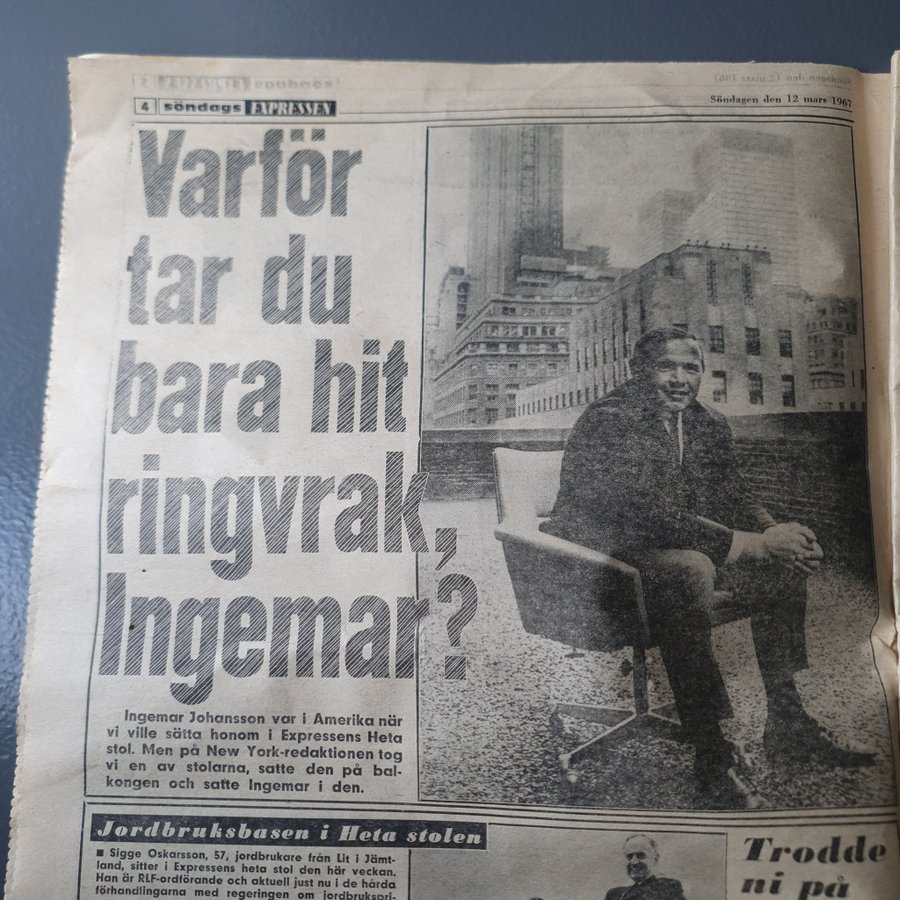 4 söndags EXPRESSEN
Söndagen den 12 mars 1967
Varför
tar du
bara hit
ringvrak,
Ingemar?
Ingemar Johansson var i Amerika när
vi ville sätta honom i Expressens Heta
stol. Men på New York-redaktionen tog
vi en av stolarna, satte den på bal-
kongen och satte Ingemar i den.
Jordbruksbasen i Heta stolen
■ Sigge Oskarsson, 57, jordbrukare från Lit i Jämt-
land, sitter i Expressens heta stol den här veckan.
Han är RLF-ordförande och aktuell just nu i de hårda
förhandlingarna med regeringen om jordbrukspri-
Trodde
ni på